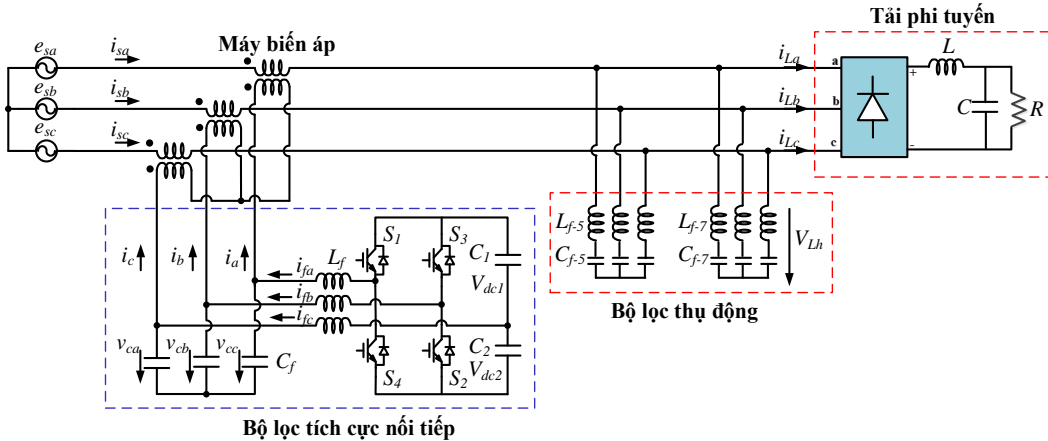 Tải phi tuyến
Máy biến áp
e_sa i_sa i_La a + L
e_sb i_sb i_Lb b C R
e_sc i_sc i_Lc c -
L_f-5 L_f-7 V_Lh
C_f-5 C_f-7
Bộ lọc thụ động
i_c i_b i_a i_fa L_f S_1 S_3 C_1
i_fb V_dc1
i_fc
v_ca v_cb v_cc C_f S_4 S_2 C_2 V_dc2
Bộ lọc tích cực nối tiếp